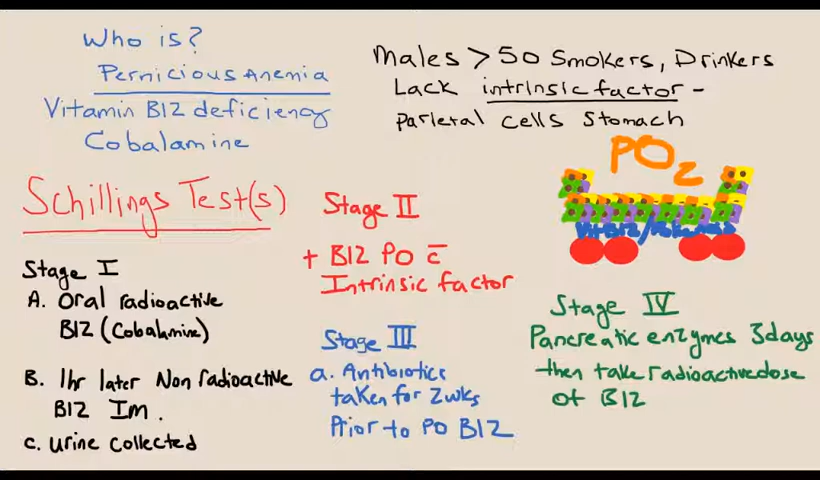 Who is?
Pernicious Anemia
Vitamin B12 deficiency
Cobalamine
Males > 50 Smokers, Drinkers
Lack intrinsic factor -
parietal cells stomach
PO2
Vit B12/
Schillings Test(s)
Stage I
A. Oral radioactive
B12 (Cobalamine)
B. 1hr later Non radioactive
B12 Im.
C. urine collected
Stage II
+ B12 PO c̄
Intrinsic factor
Stage III
a. Antibiotics
taken for 2wks
Prior to PO B12
Stage IV
Pancreatic enzymes 3days
then take radioactive dose
of B12